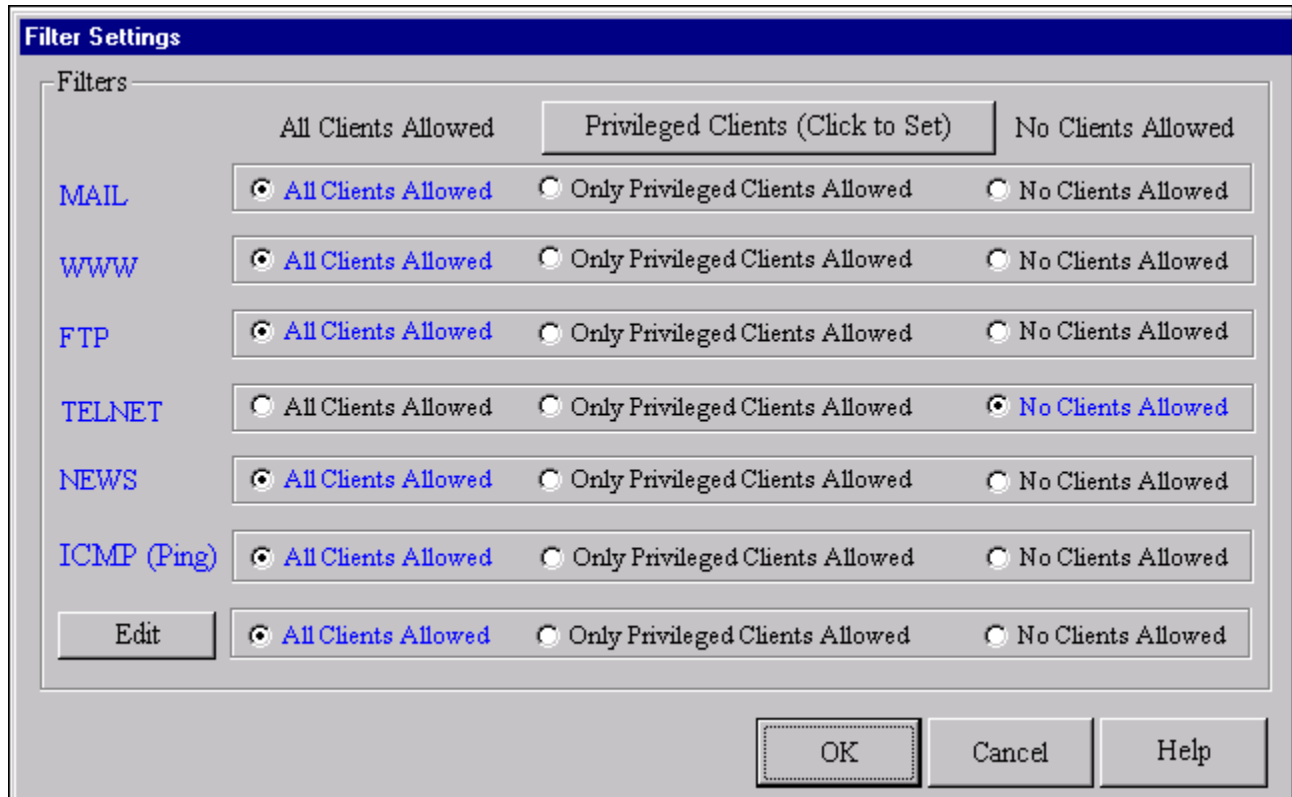 Filter Settings
Filters
All Clients Allowed Privileged Clients (Click to Set) No Clients Allowed
MAIL All Clients Allowed Only Privileged Clients Allowed No Clients Allowed
WWW All Clients Allowed Only Privileged Clients Allowed No Clients Allowed
FTP All Clients Allowed Only Privileged Clients Allowed No Clients Allowed
TELNET All Clients Allowed Only Privileged Clients Allowed No Clients Allowed
NEWS All Clients Allowed Only Privileged Clients Allowed No Clients Allowed
ICMP (Ping) All Clients Allowed Only Privileged Clients Allowed No Clients Allowed
Edit All Clients Allowed Only Privileged Clients Allowed No Clients Allowed
OK Cancel Help